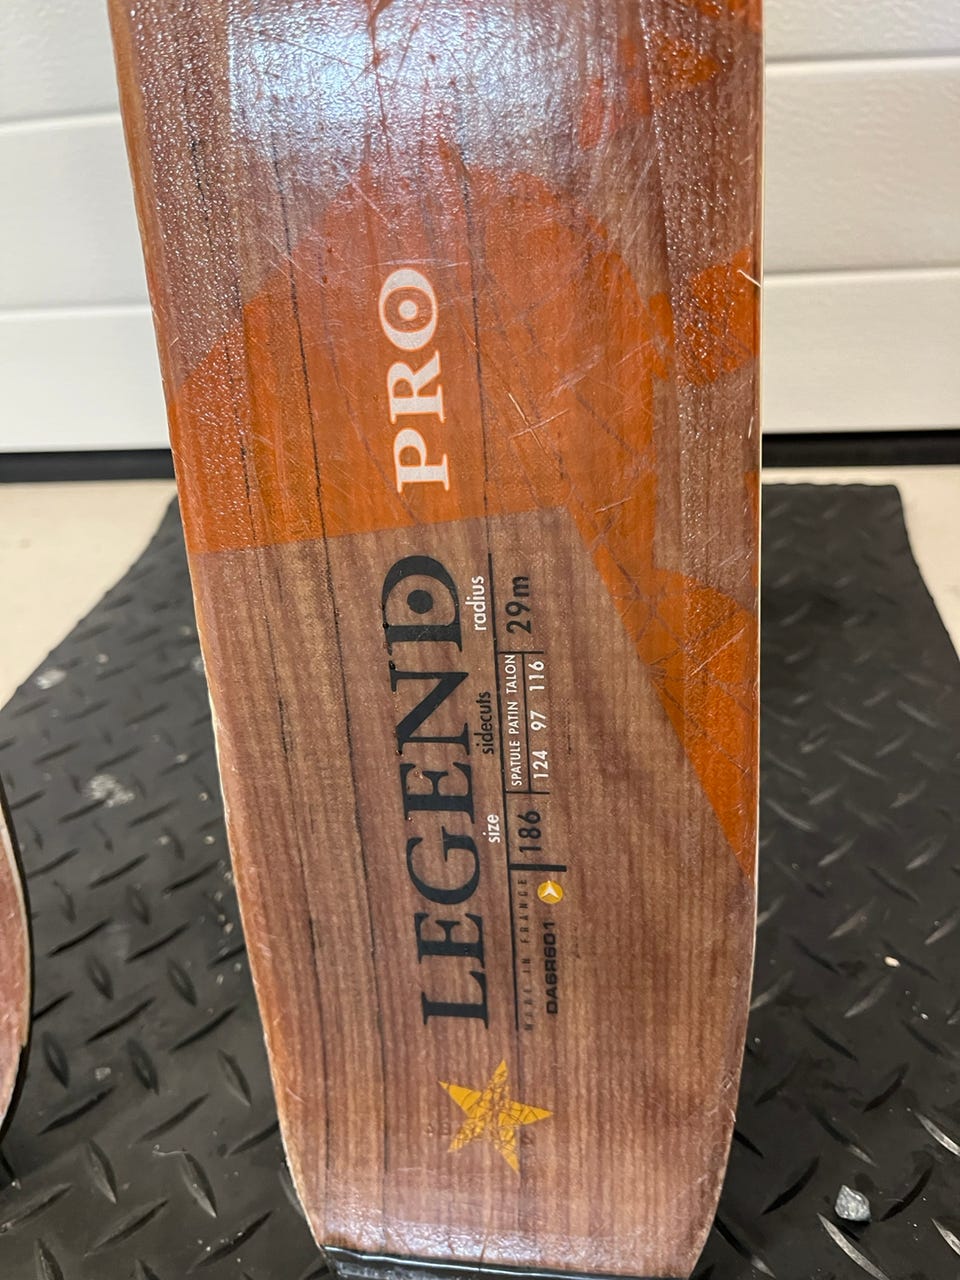 LEGEND PRO
size sidecuts radius
186 SPATULE PATIN TALON 29m
124 97 116
MADE IN FRANCE
DA6R601